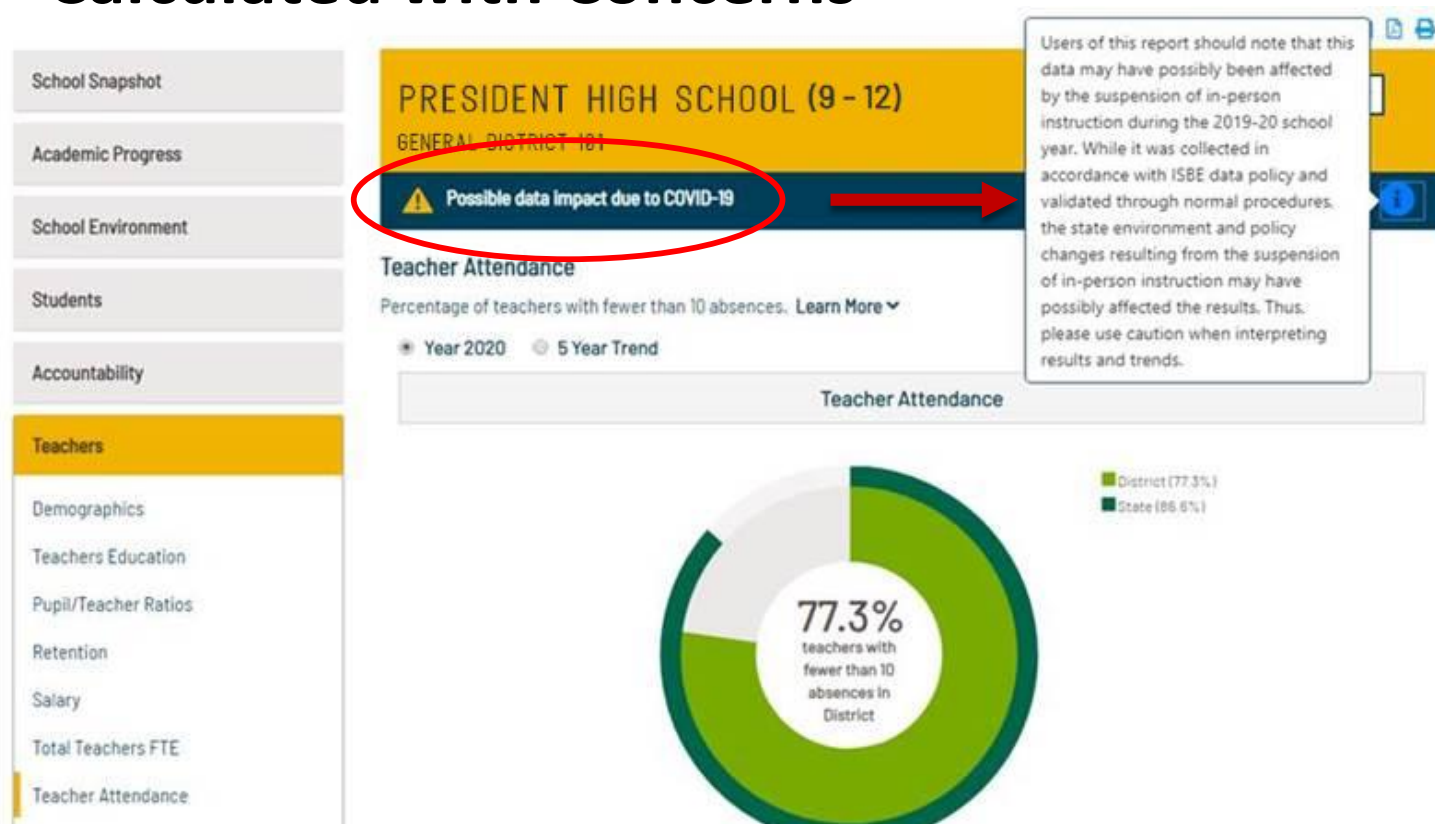 Calculated with Concerns
School Snapshot
Academic Progress
School Environment
Students
Accountability
Teachers
Demographics
Teachers Education
Pupil/Teacher Ratios
Retention
Salary
Total Teachers FTE
Teacher Attendance
PRESIDENT HIGH SCHOOL (9 - 12)
GENERAL DISTRICT 101
Possible data impact due to COVID-19
Users of this report should note that this
data may have possibly been affected
by the suspension of in-person
instruction during the 2019-20 school
year. While it was collected in
accordance with ISBE data policy and
validated through normal procedures,
the state environment and policy
changes resulting from the suspension
of in-person instruction may have
possibly affected the results. Thus,
please use caution when interpreting
results and trends.
i
Teacher Attendance
Percentage of teachers with fewer than 10 absences. Learn More
Year 2020 5 Year Trend
Teacher Attendance
District (77.3%)
State (86.6%)
77.3%
teachers with
fewer than 10
absences in
District